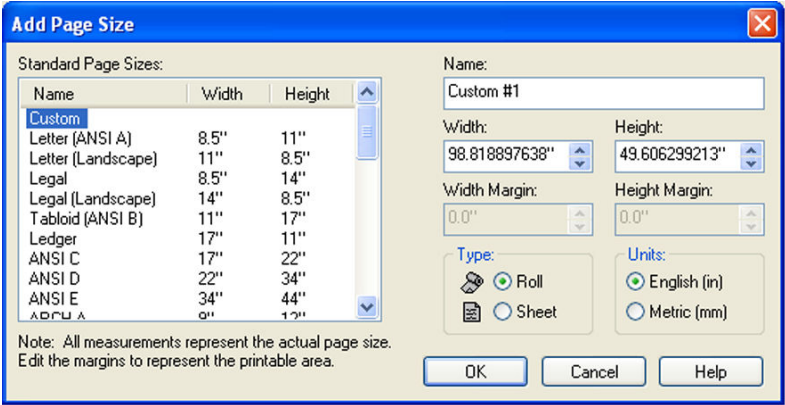 Add Page Size
Standard Page Sizes:
Name Width Height
Custom
Letter (ANSI A) 8.5" 11"
Letter (Landscape) 11" 8.5"
Legal 8.5" 14"
Legal (Landscape) 14" 8.5"
Tabloid (ANSI B) 11" 17"
Ledger 17" 11"
ANSI C 17" 22"
ANSI D 22" 34"
ANSI E 34" 44"
ARCH A 9" 12"
Note: All measurements represent the actual page size.
Edit the margins to represent the printable area.
Name:
Custom #1
Width: Height:
98.818897638" 49.606299213"
Width Margin: Height Margin:
0.0" 0.0"
Type: Units:
Roll English (in)
Sheet Metric (mm)
OK Cancel Help